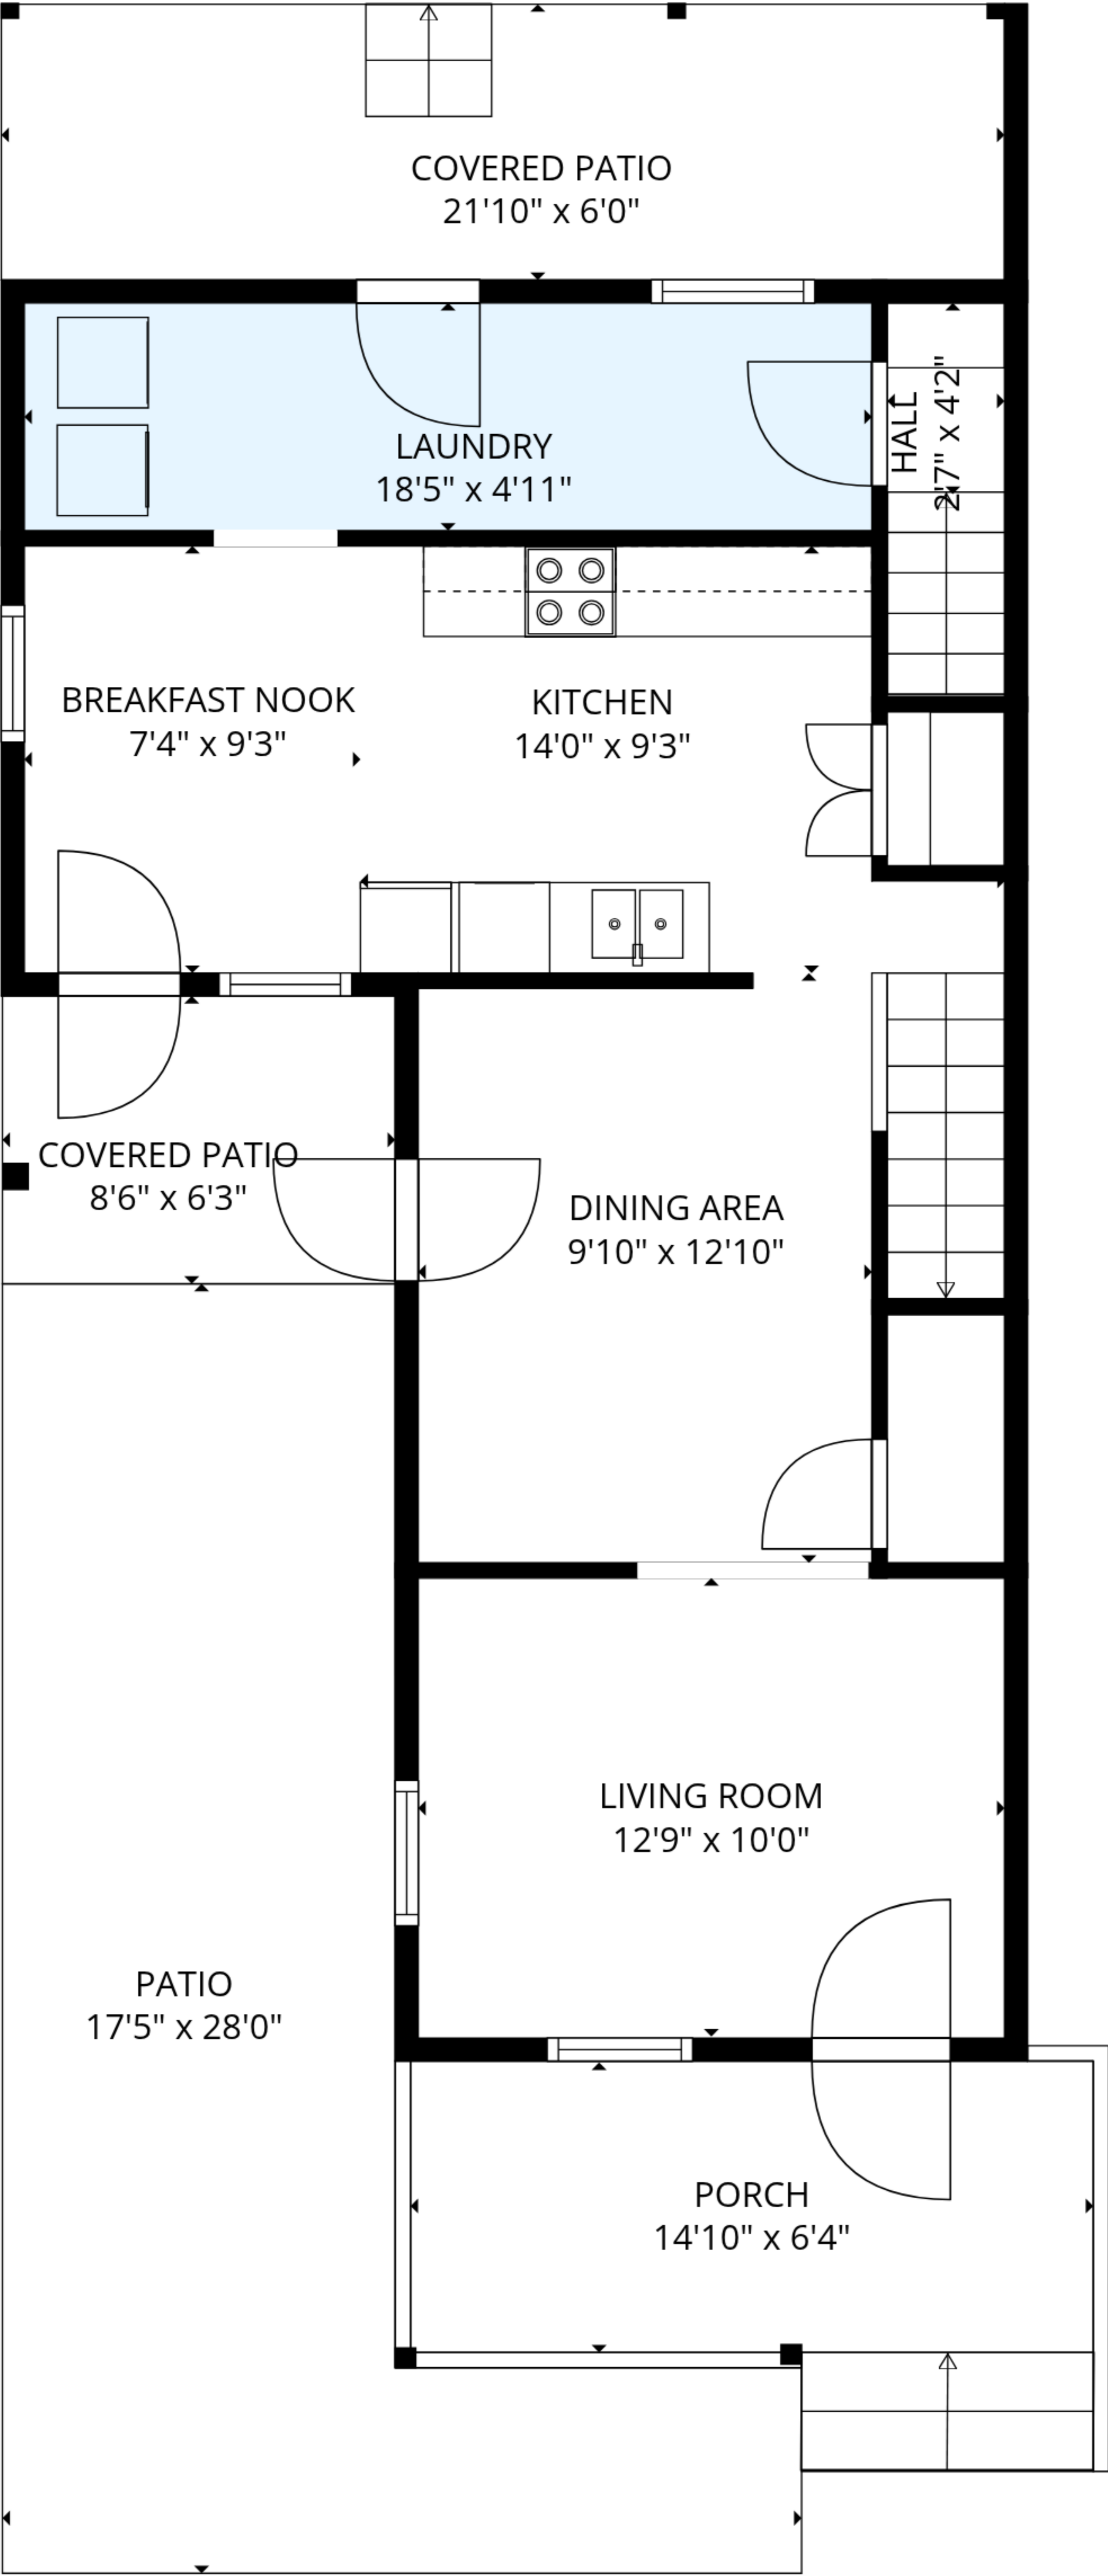 COVERED PATIO
21'10" x 6'0"
LAUNDRY
18'5" x 4'11"
HALL
2'7" x 4'2"
BREAKFAST NOOK
7'4" x 9'3"
KITCHEN
14'0" x 9'3"
COVERED PATIO
8'6" x 6'3"
DINING AREA
9'10" x 12'10"
LIVING ROOM
12'9" x 10'0"
PATIO
17'5" x 28'0"
PORCH
14'10" x 6'4"